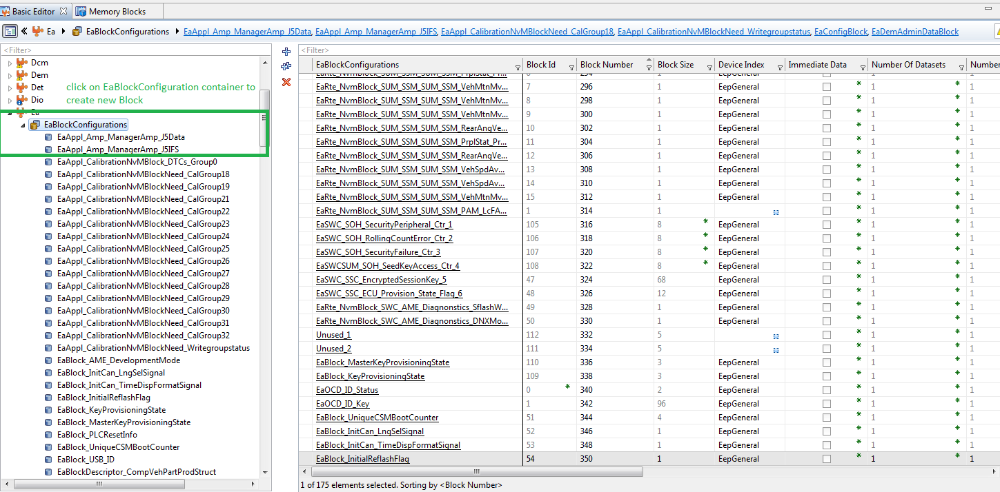 Basic Editor Memory Blocks
Ea EaBlockConfigurations EaAppl_Amp_ManagerAmp_J5Data, EaAppl_Amp_ManagerAmp_J5IFS, EaAppl_CalibrationNvMBlockNeed_CalGroup18, EaAppl_CalibrationNvMBlockNeed_Writegroupstatus, EaConfigBlock, EaDemAdminDataBlock
<Filter>
Dcm
Dem
Det
Dio
click on EaBlockConfiguration container to
create new Block
Ea
EaBlockConfigurations
EaAppl_Amp_ManagerAmp_J5Data
EaAppl_Amp_ManagerAmp_J5IFS
EaAppl_CalibrationNvMBlock_DTCs_Group0
EaAppl_CalibrationNvMBlockNeed_CalGroup18
EaAppl_CalibrationNvMBlockNeed_CalGroup19
EaAppl_CalibrationNvMBlockNeed_CalGroup21
EaAppl_CalibrationNvMBlockNeed_CalGroup22
EaAppl_CalibrationNvMBlockNeed_CalGroup23
EaAppl_CalibrationNvMBlockNeed_CalGroup24
EaAppl_CalibrationNvMBlockNeed_CalGroup25
EaAppl_CalibrationNvMBlockNeed_CalGroup26
EaAppl_CalibrationNvMBlockNeed_CalGroup27
EaAppl_CalibrationNvMBlockNeed_CalGroup28
EaAppl_CalibrationNvMBlockNeed_CalGroup29
EaAppl_CalibrationNvMBlockNeed_CalGroup30
EaAppl_CalibrationNvMBlockNeed_CalGroup31
EaAppl_CalibrationNvMBlockNeed_CalGroup32
EaAppl_CalibrationNvMBlockNeed_Writegroupstatus
EaBlock_AME_DevelopmentMode
EaBlock_InitCan_LngSelSignal
EaBlock_InitCan_TimeDispFormatSignal
EaBlock_InitialReflashFlag
EaBlock_KeyProvisioningState
EaBlock_MasterKeyProvisioningState
EaBlock_PLCResetInfo
EaBlock_UniqueCSMBootCounter
EaBlock_USB_ID
EaBlockDescriptor_CompVehPartProdStruct
<Filter>
EaBlockConfigurations Block Id Block Number Block Size Device Index Immediate Data Number Of Datasets Number
EaRte_NvmBlock_SUM_SSM_SUM_SSM_VehMtnMv... 7 296 1 EepGeneral 1 1
EaRte_NvmBlock_SUM_SSM_SUM_SSM_VehMtnMv... 8 298 1 EepGeneral 1 1
EaRte_NvmBlock_SUM_SSM_SUM_SSM_VehMtnMv... 9 300 1 EepGeneral 1 1
EaRte_NvmBlock_SUM_SSM_SUM_SSM_RearAnqVe... 10 302 1 EepGeneral 1 1
EaRte_NvmBlock_SUM_SSM_SUM_SSM_PrplStat_Pr... 11 304 1 EepGeneral 1 1
EaRte_NvmBlock_SUM_SSM_SUM_SSM_RearAnqVe... 12 306 1 EepGeneral 1 1
EaRte_NvmBlock_SUM_SSM_SUM_SSM_VehSpdAv... 13 308 1 EepGeneral 1 1
EaRte_NvmBlock_SUM_SSM_SUM_SSM_VehSpdAv... 14 310 1 EepGeneral 1 1
EaRte_NvmBlock_SUM_SSM_SUM_SSM_VehMtnMv... 15 312 1 EepGeneral 1 1
EaRte_NvmBlock_SUM_SSM_SUM_SSM_PAM_LcFA... 1 314 1 1 1
EaSWC_SOH_SecurityPeripheral_Ctr_1 105 316 8 EepGeneral 1 1
EaSWC_SOH_RollingCountError_Ctr_2 106 318 8 EepGeneral 1 1
EaSWC_SOH_SecurityFailure_Ctr_3 107 320 8 EepGeneral 1 1
EaSWCSUM_SOH_SeedKeyAccess_Ctr_4 108 322 8 EepGeneral 1 1
EaSWC_SSC_EncryptedSessionKey_5 47 324 68 EepGeneral 1 1
EaSWC_SSC_ECU_Provision_State_Flag_6 48 326 12 EepGeneral 1 1
EaRte_NvmBlock_SWC_AME_Diagnonstics_SflashW... 49 328 1 EepGeneral 1 1
EaRte_NvmBlock_SWC_AME_Diagnonstics_DNXMo... 50 330 1 EepGeneral 1 1
Unused_1 112 332 5 1 1
Unused_2 111 334 5 1 1
EaBlock_MasterKeyProvisioningState 110 336 3 EepGeneral 1 1
EaBlock_KeyProvisioningState 109 338 3 EepGeneral 1 1
EaOCD_ID_Status 0 340 2 EepGeneral 1 1
EaOCD_ID_Key 1 342 96 EepGeneral 1 1
EaBlock_UniqueCSMBootCounter 51 344 4 EepGeneral 1 1
EaBlock_InitCan_LngSelSignal 52 346 1 EepGeneral 1 1
EaBlock_InitCan_TimeDispFormatSignal 53 348 1 EepGeneral 1 1
EaBlock_InitialReflashFlag 54 350 1 EepGeneral 1 1
1 of 175 elements selected. Sorting by <Block Number>